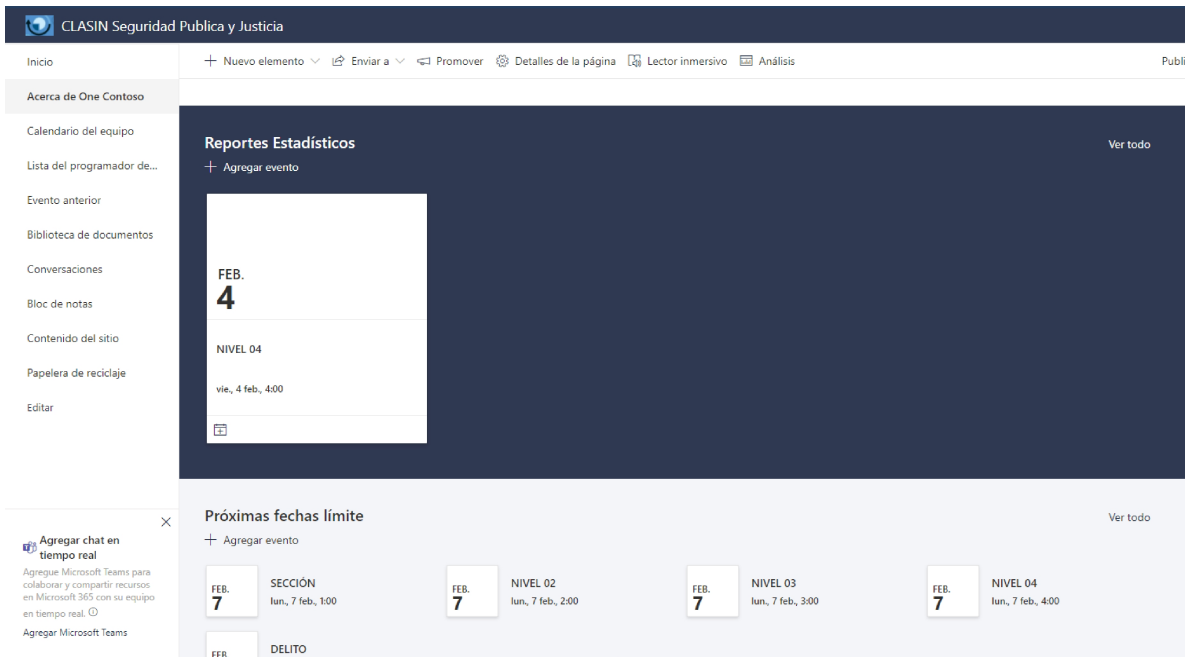 CLASIN Seguridad Publica y Justicia
Nuevo elemento Enviar a Promover Detalles de la página Lector inmersivo Análisis Publi
Inicio
Acerca de One Contoso
Calendario del equipo
Lista del programador de...
Evento anterior
Biblioteca de documentos
Conversaciones
Bloc de notas
Contenido del sitio
Papelera de reciclaje
Editar
Agregar chat en
tiempo real
Agregue Microsoft Teams para
colaborar y compartir recursos
en Microsoft 365 con su equipo
en tiempo real.
Agregar Microsoft Teams
Reportes Estadísticos
Ver todo
Agregar evento
FEB.
4
NIVEL 04
vie., 4 feb., 4:00
Próximas fechas límite
Ver todo
Agregar evento
FEB.
7
SECCIÓN
lun., 7 feb., 1:00
FEB.
7
NIVEL 02
lun., 7 feb., 2:00
FEB.
7
NIVEL 03
lun., 7 feb., 3:00
FEB.
7
NIVEL 04
lun., 7 feb., 4:00
FEB.
DELITO